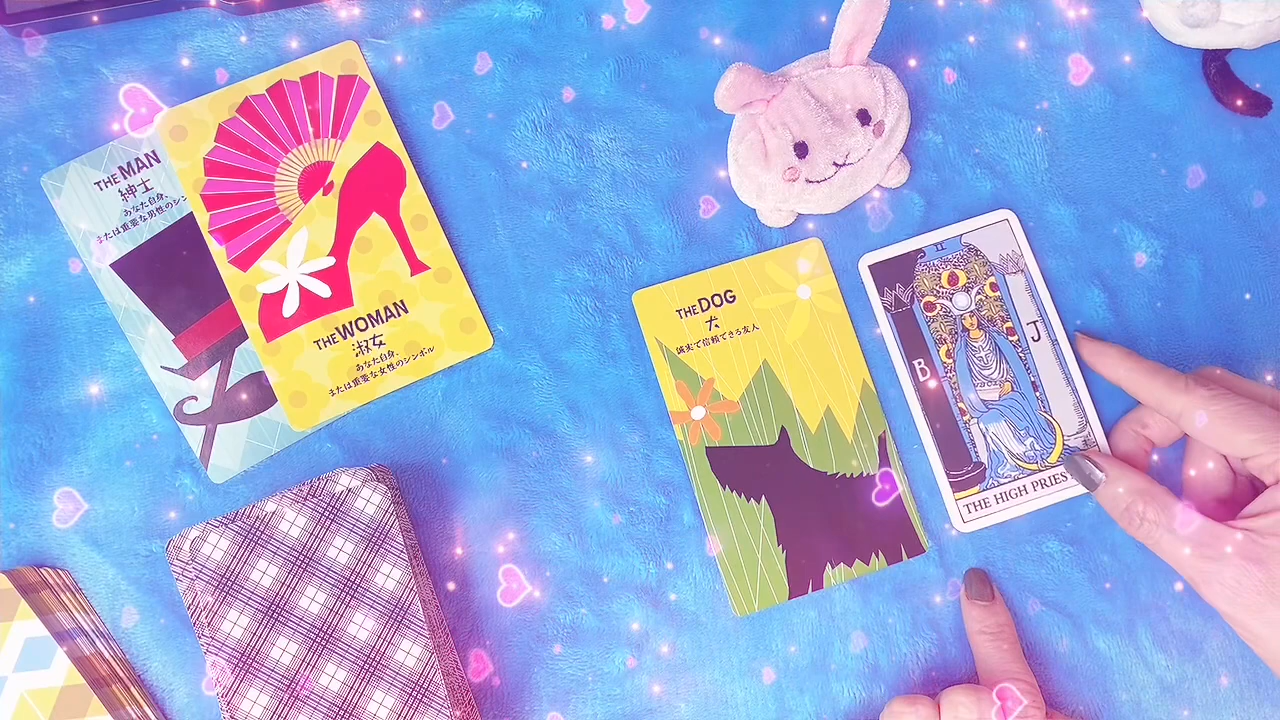 THE MAN
紳士
あなた自身、
または重要な男性のシン
THE WOMAN
淑女
あなた自身、
または重要な女性のシンボル
THE DOG
犬
誠実で信頼できる友人
II
B
J
THE HIGH PRIEST